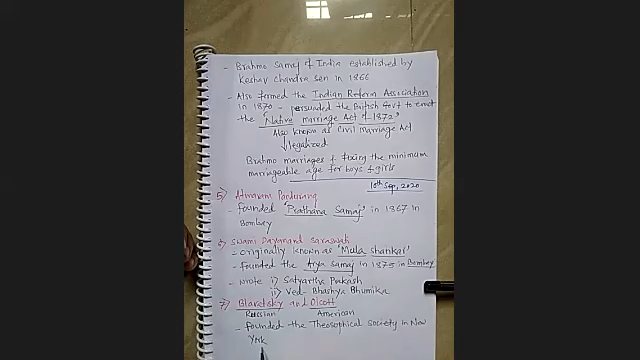 - Brahmo Samaj of India established by
Keshav Chandra Sen in 1866
- Also formed the Indian Reform Association
in 1870 - persuaded the British Govt to enact
the "Native marriage Act of 1872"
Also known as Civil Marriage Act
↓ legalized
Brahmo marriages + fixing the minimum
marriageable age for boys & girls
10th Sep, 2020
5) Atmaram Pandurang
- founded 'Prathana Samaj' in 1867 in
Bombay
Swami Dayanand Saraswati
- Originally known as 'Mula Shankar'
- founded the Arya Samaj in 1875 in Bombay
- wrote i) Satyartha Prakash
ii) Ved-Bhashya Bhumika
7) Blavetsky and Olcott
Russian American
- founded the Theosophical Society in New
York